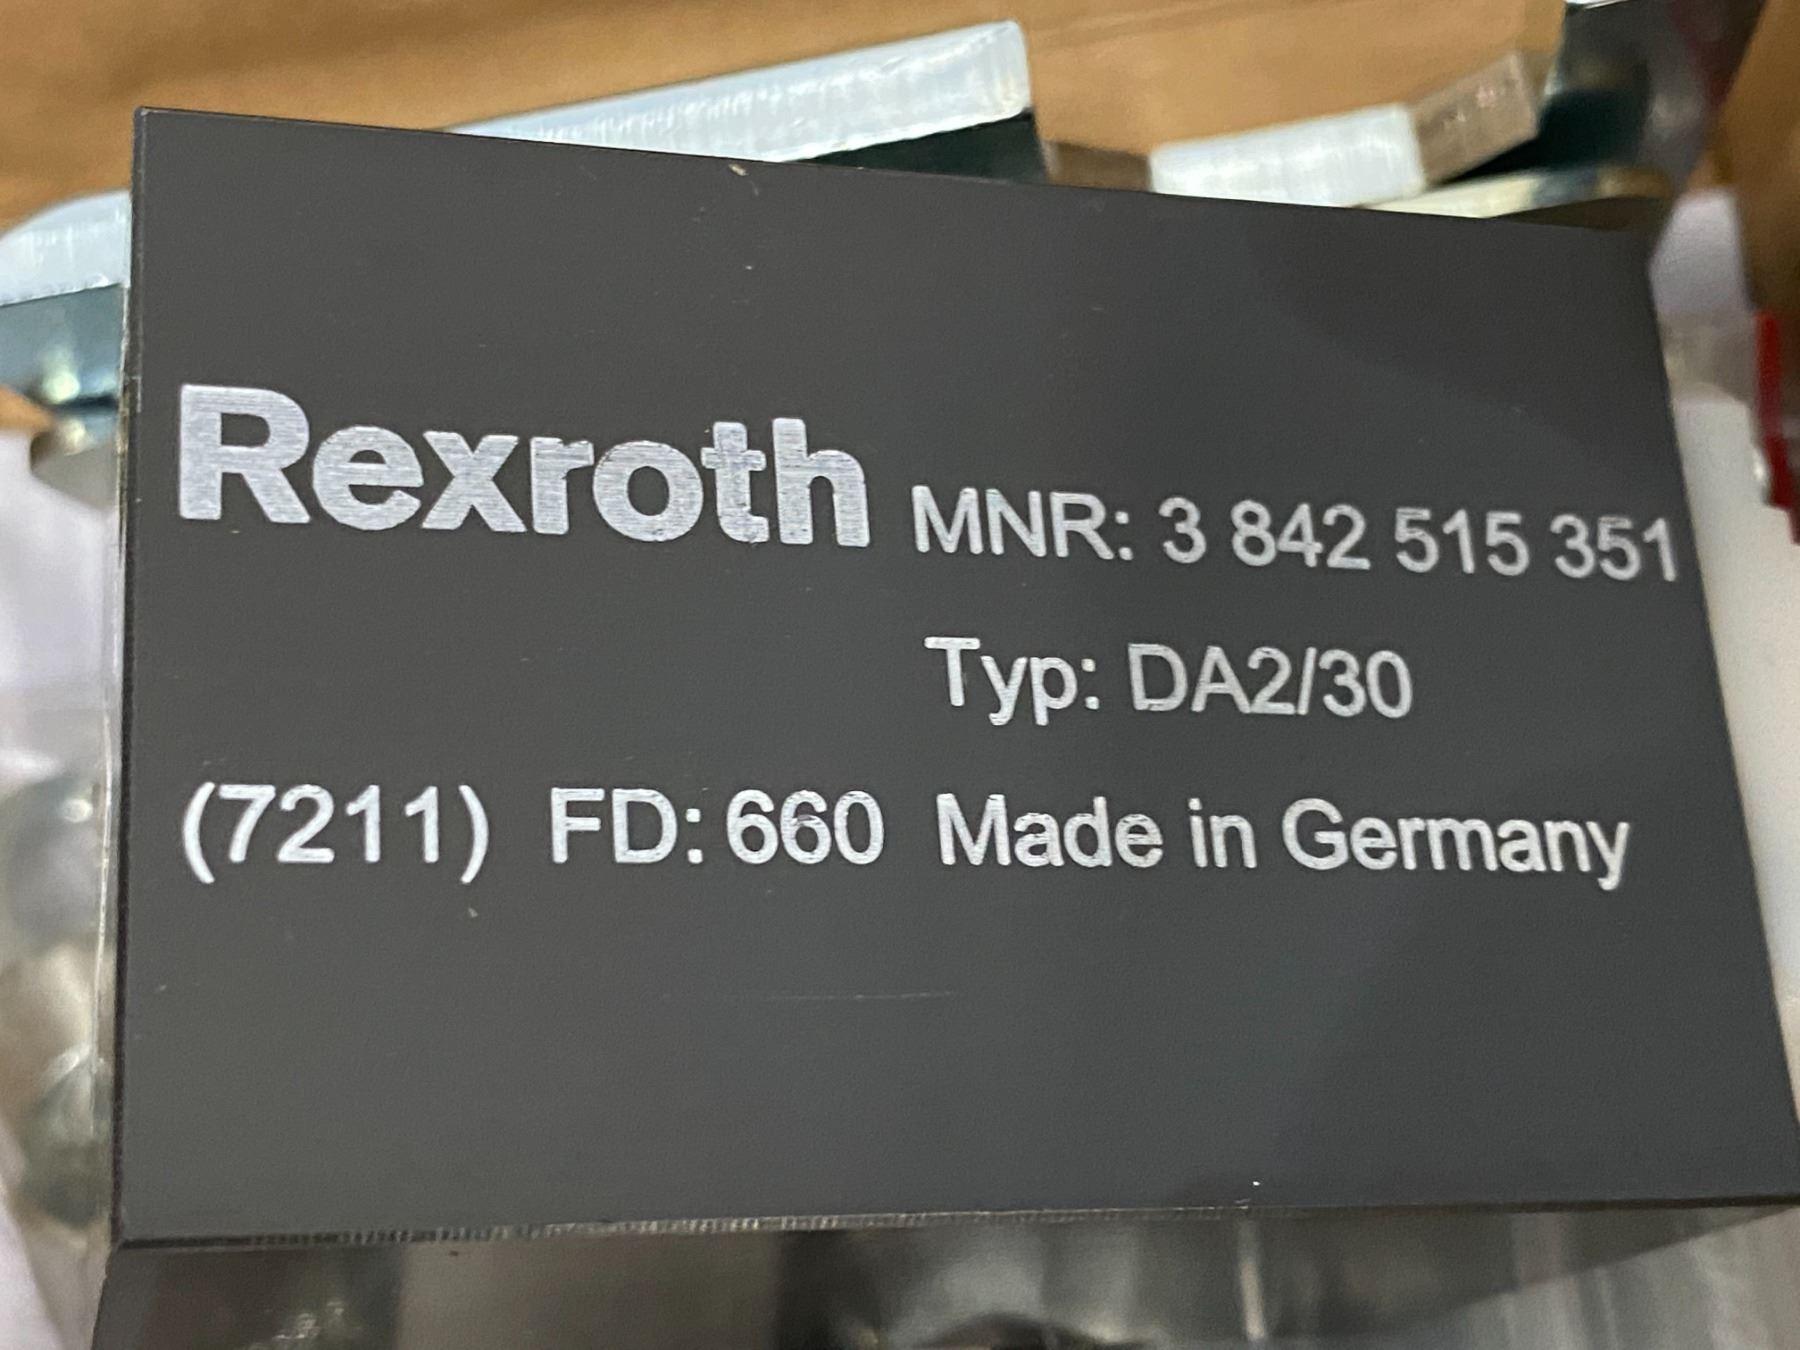 Rexroth MNR: 3 842 515 351
Typ: DA2/30
(7211) FD: 660 Made in Germany